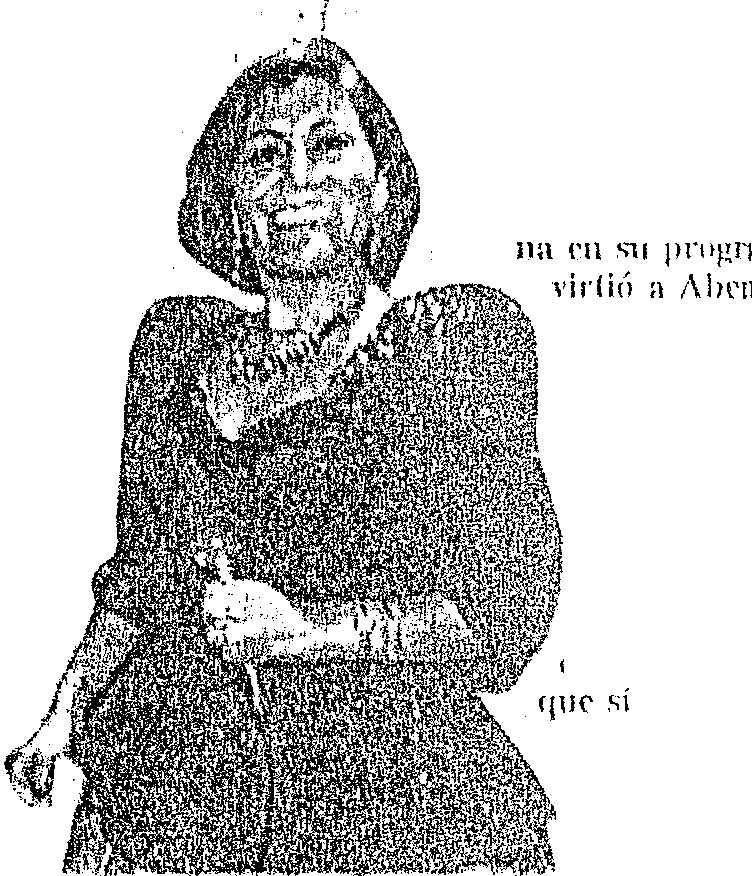 na en su progr
virtió a Aben
que sí